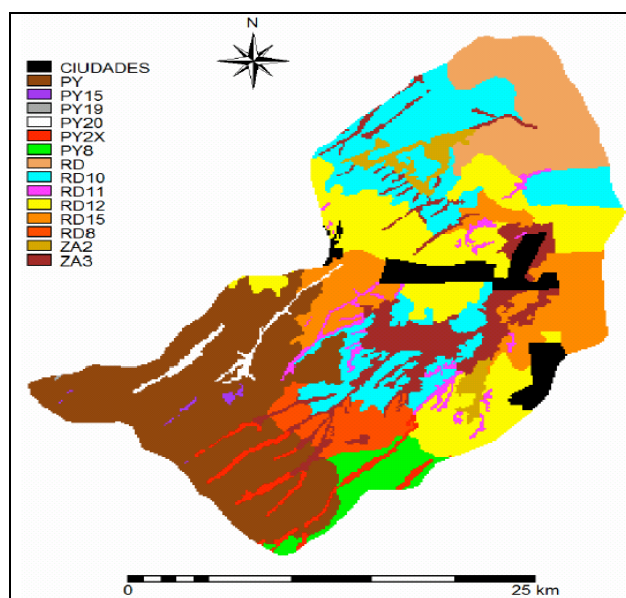 N
CIUDADES
PY
PY15
PY19
PY20
PY2X
PY8
RD
RD10
RD11
RD12
RD15
RD8
ZA2
ZA3
0 25 km